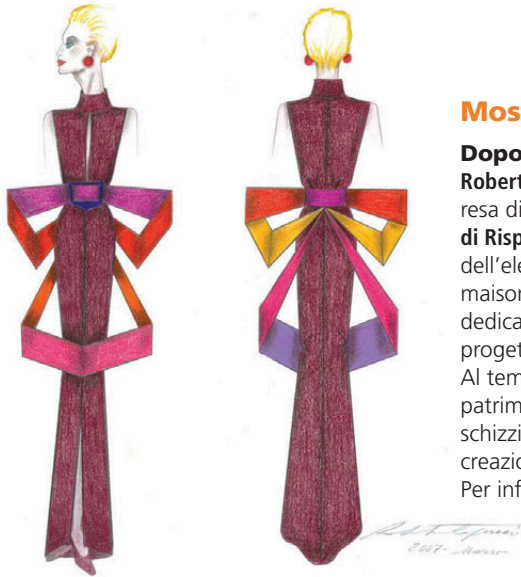 Mos
Dopo
Robert
resa di
di Risp
dell'ele
maison
dedica
proget
Al tem
patrim
schizzi
creazio
Per inf
2007-